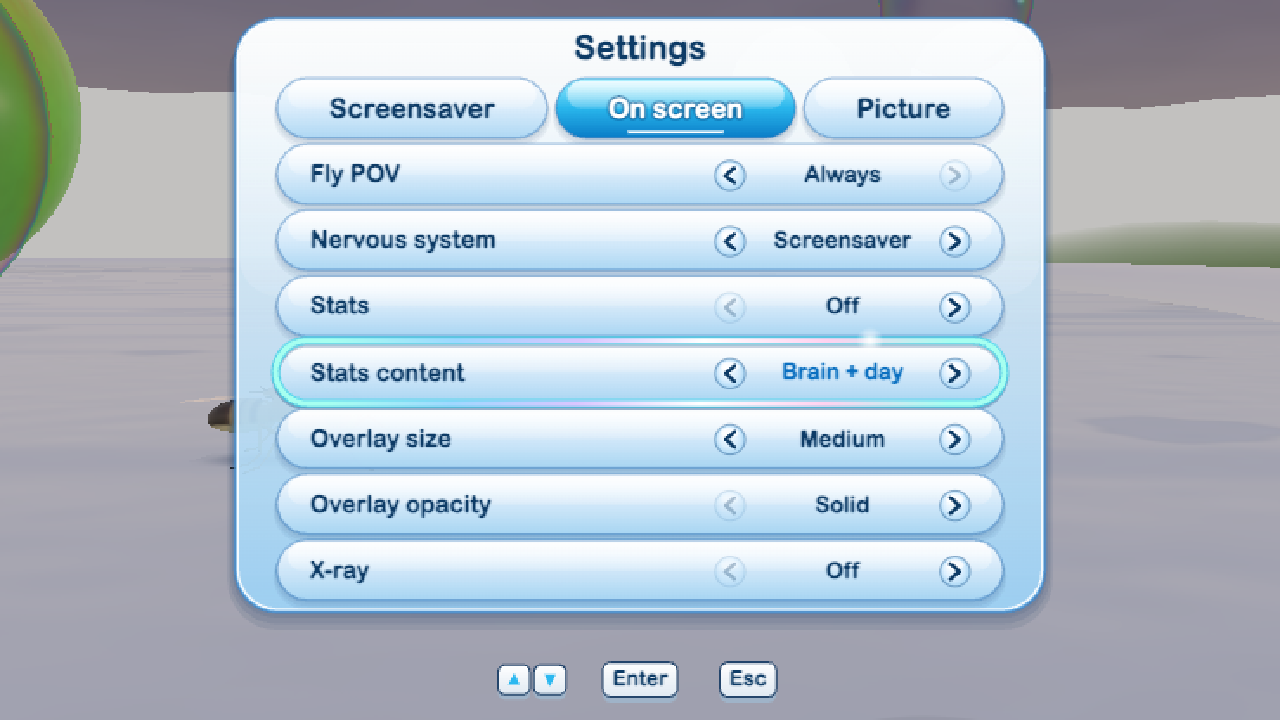 Settings
Screensaver On screen Picture
Fly POV Always
Nervous system Screensaver
Stats Off
Stats content Brain + day
Overlay size Medium
Overlay opacity Solid
X-ray Off
Enter Esc